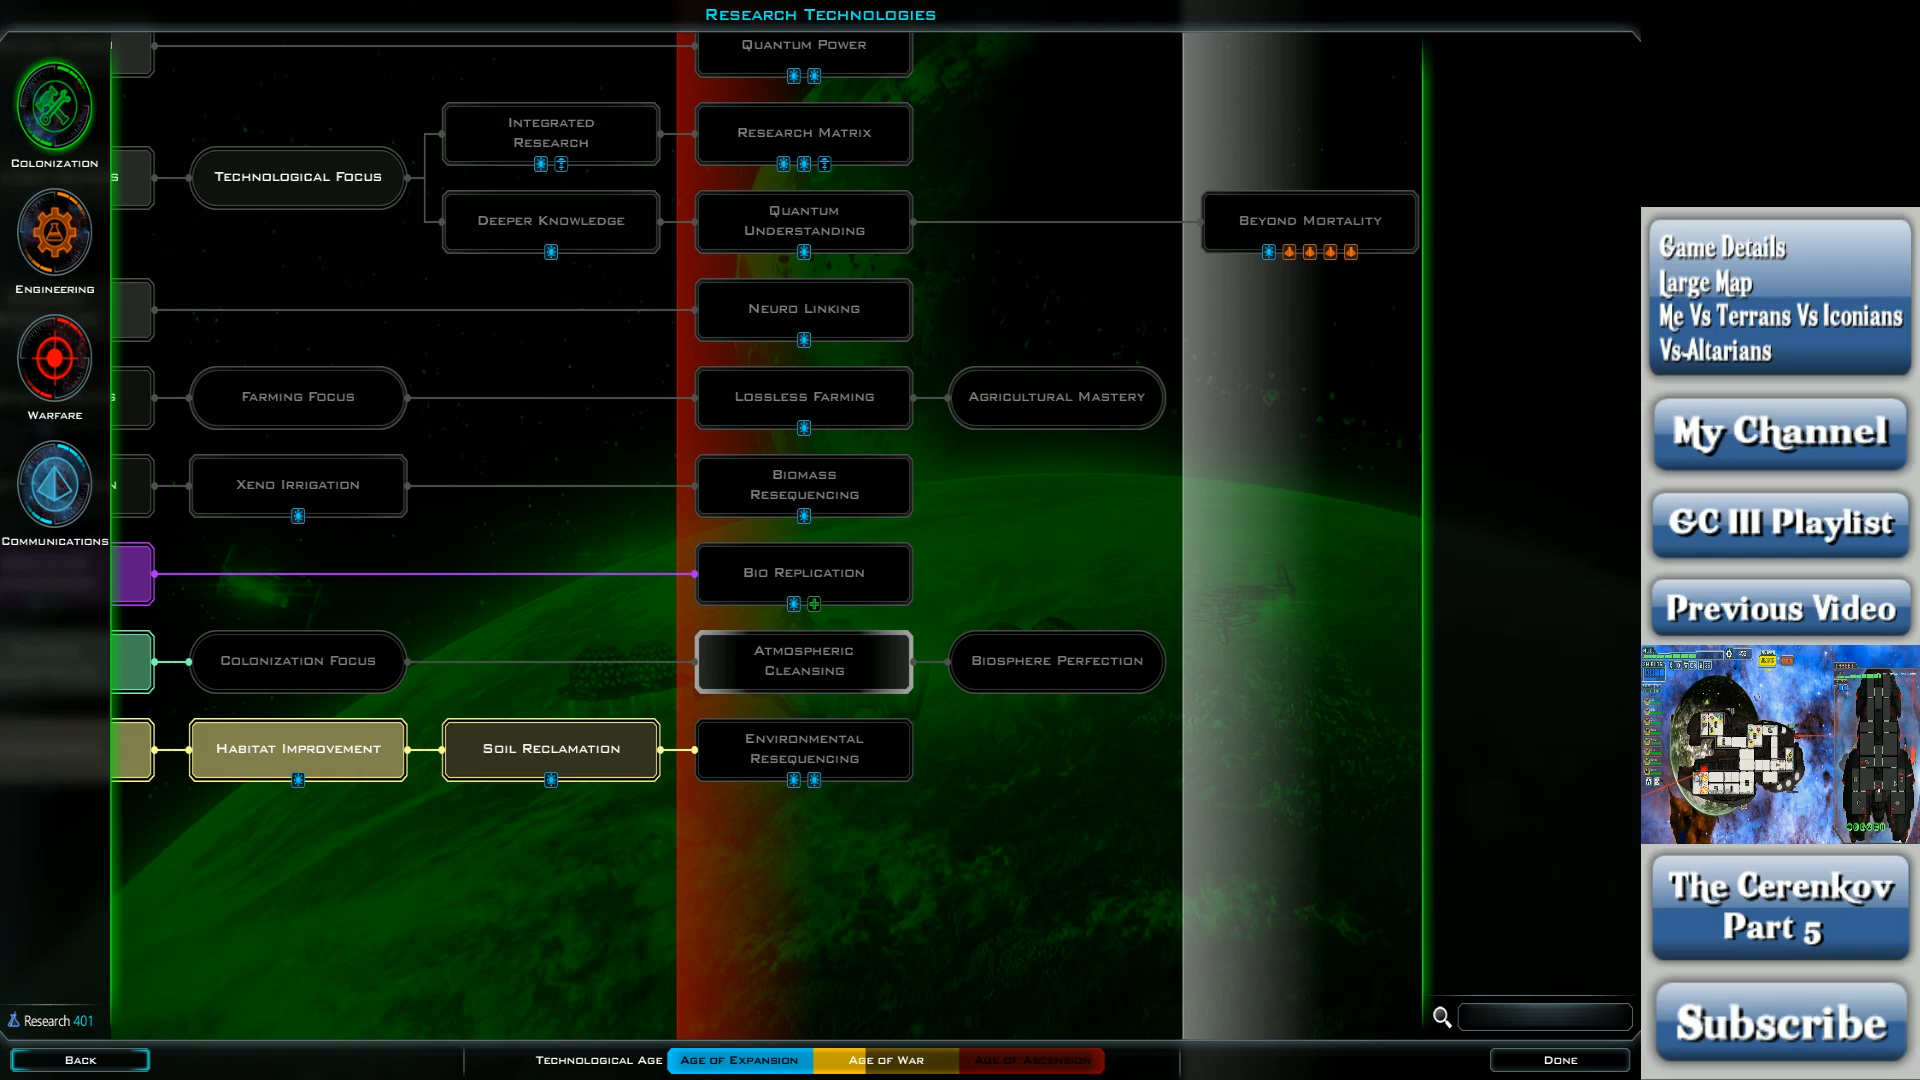 Research Technologies
Quantum Power
Integrated
Research
Research Matrix
Technological Focus
Deeper Knowledge
Quantum
Understanding
Beyond Mortality
Neuro Linking
Farming Focus
Lossless Farming
Agricultural Mastery
Xeno Irrigation
Biomass
Resequencing
Bio Replication
Colonization Focus
Atmospheric
Cleansing
Biosphere Perfection
Habitat Improvement
Soil Reclamation
Environmental
Resequencing
Colonization
Engineering
Warfare
Communications
Research 401
Back
Technological Age
Age of Expansion
Age of War
Age of Ascension
Done
Game Details
Large Map
Me Vs Terrans Vs Iconians
Vs-Altarians
My Channel
GC III Playlist
Previous Video
The Cerenkov
Part 5
Subscribe